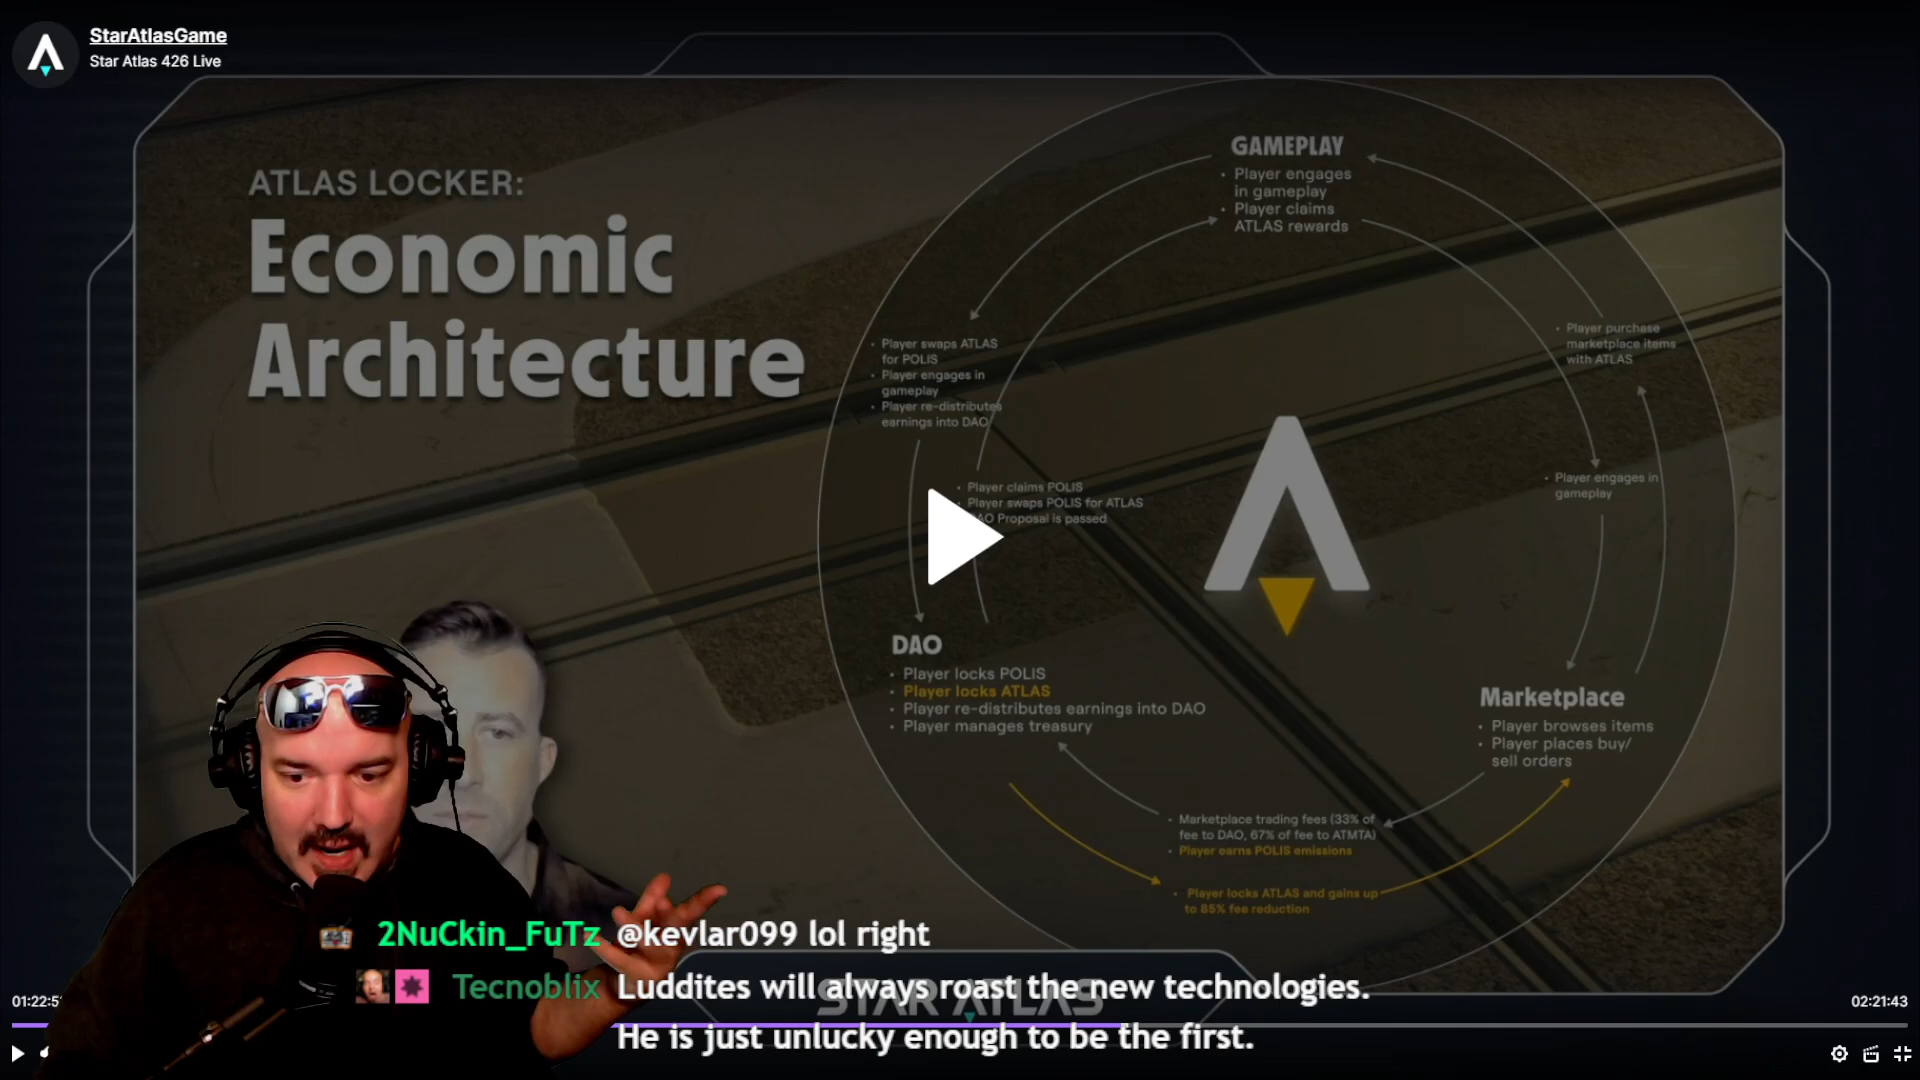 StarAtlasGame
Star Atlas 426 Live
ATLAS LOCKER:
Economic
Architecture
GAMEPLAY
• Player engages
in gameplay
• Player claims
ATLAS rewards
• Player swaps ATLAS
for POLIS
• Player engages in
gameplay
• Player re-distributes
earnings into DAO
• Player purchase
marketplace items
with ATLAS
• Player engages in
gameplay
• Player claims POLIS
Player swaps POLIS for ATLAS
Proposal is passed
DAO
• Player locks POLIS
• Player locks ATLAS
• Player re-distributes earnings into DAO
• Player manages treasury
Marketplace
• Player browses items
• Player places buy/
sell orders
• Marketplace trading fees (33% of
fee to DAO, 67% of fee to ATMTA)
• Player earns POLIS emissions
• Player locks ATLAS and gains up
to 85% fee reduction
2NuCkin_FuTz @kevlar099 lol right
Tecnoblix Luddites will always roast the new technologies.
He is just unlucky enough to be the first.
STAR ATLAS
01:22:5
02:21:43